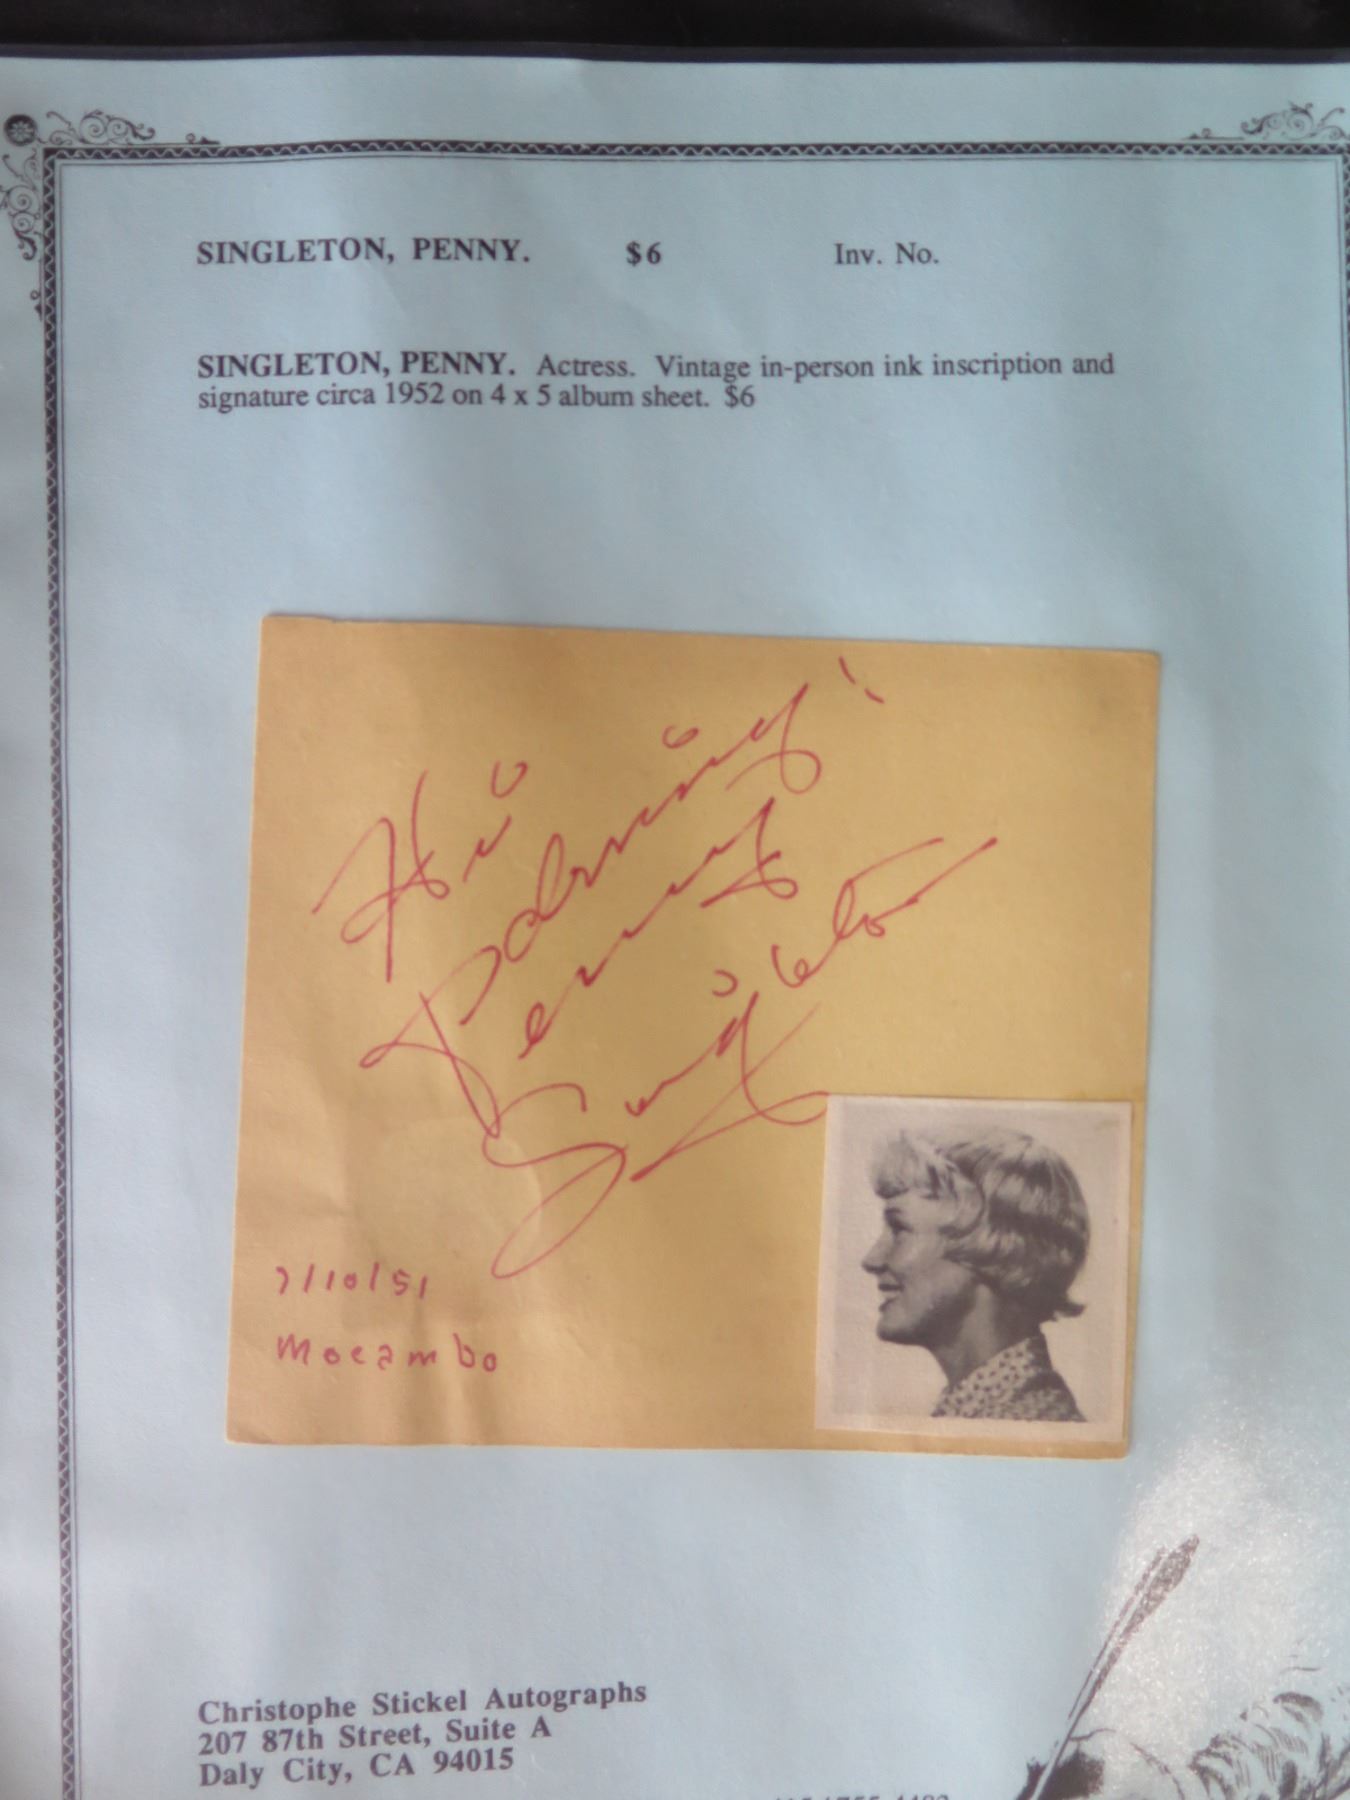 SINGLETON, PENNY. $6 Inv. No.
SINGLETON, PENNY. Actress. Vintage in-person ink inscription and
signature circa 1952 on 4 x 5 album sheet. $6
Hi
Penny
Singleton
7/10/51
Mocambo
Christophe Stickel Autographs
207 87th Street, Suite A
Daly City, CA 94015